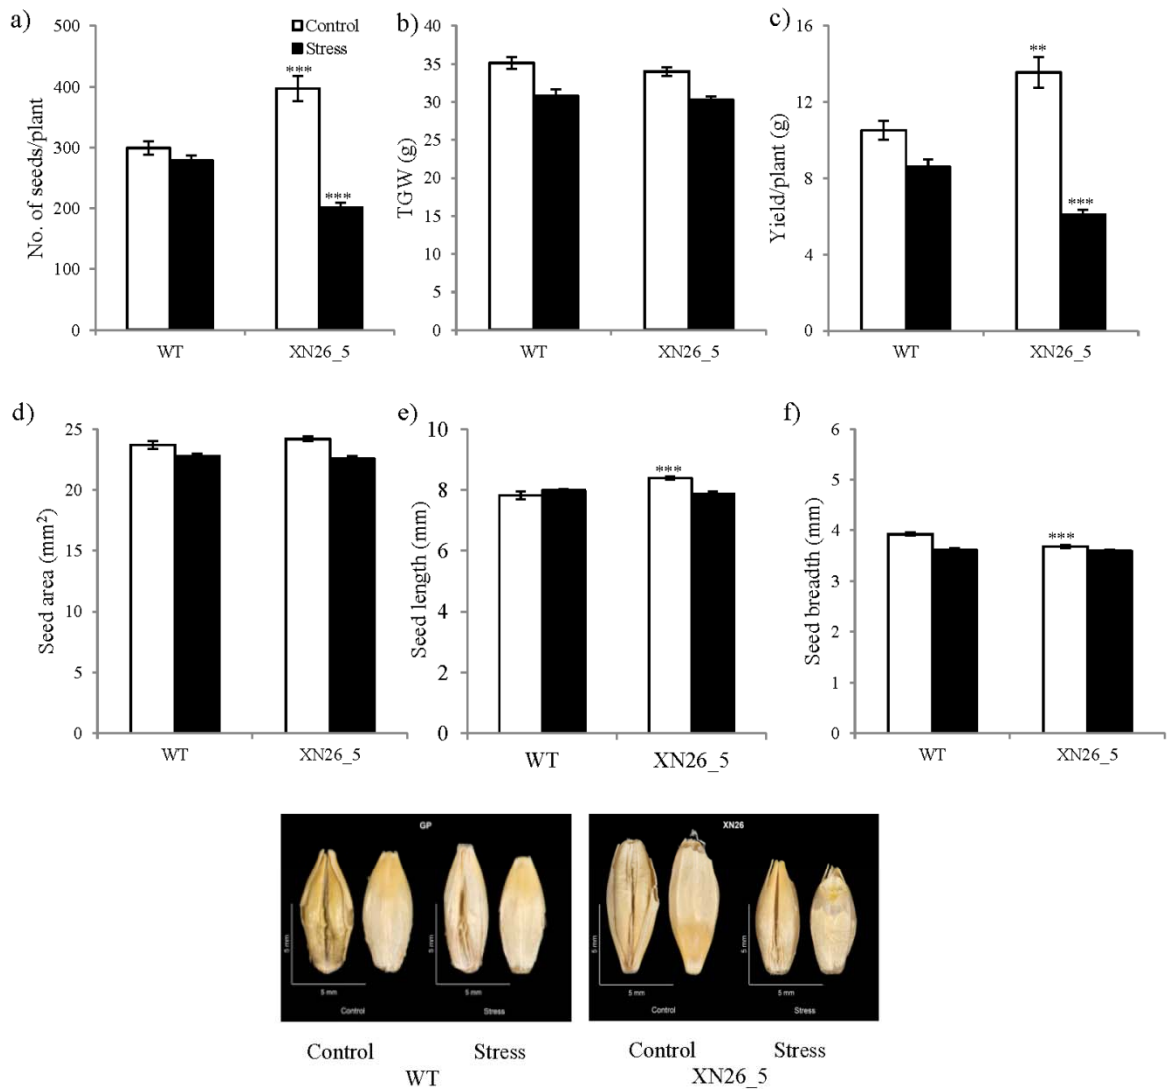 a)
No. of seeds/plant
500
400
300
200
100
0
Control
Stress
***
***
WT
XN26_5
b)
TGW (g)
40
35
30
25
20
15
10
5
0
WT
XN26_5
c)
Yield/plant (g)
16
12
8
4
0
**
***
WT
XN26_5
d)
Seed area (mm²)
25
20
15
10
5
0
WT
XN26_5
e)
Seed length (mm)
10
8
6
4
2
0
***
WT
XN26_5
f)
Seed breadth (mm)
6
5
4
3
2
1
0
***
WT
XN26_5
GP
5 mm
5 mm
Control
5 mm
5 mm
Stress
XN26
5 mm
5 mm
Control
5 mm
5 mm
Stress
Control
Stress
WT
Control
Stress
XN26_5